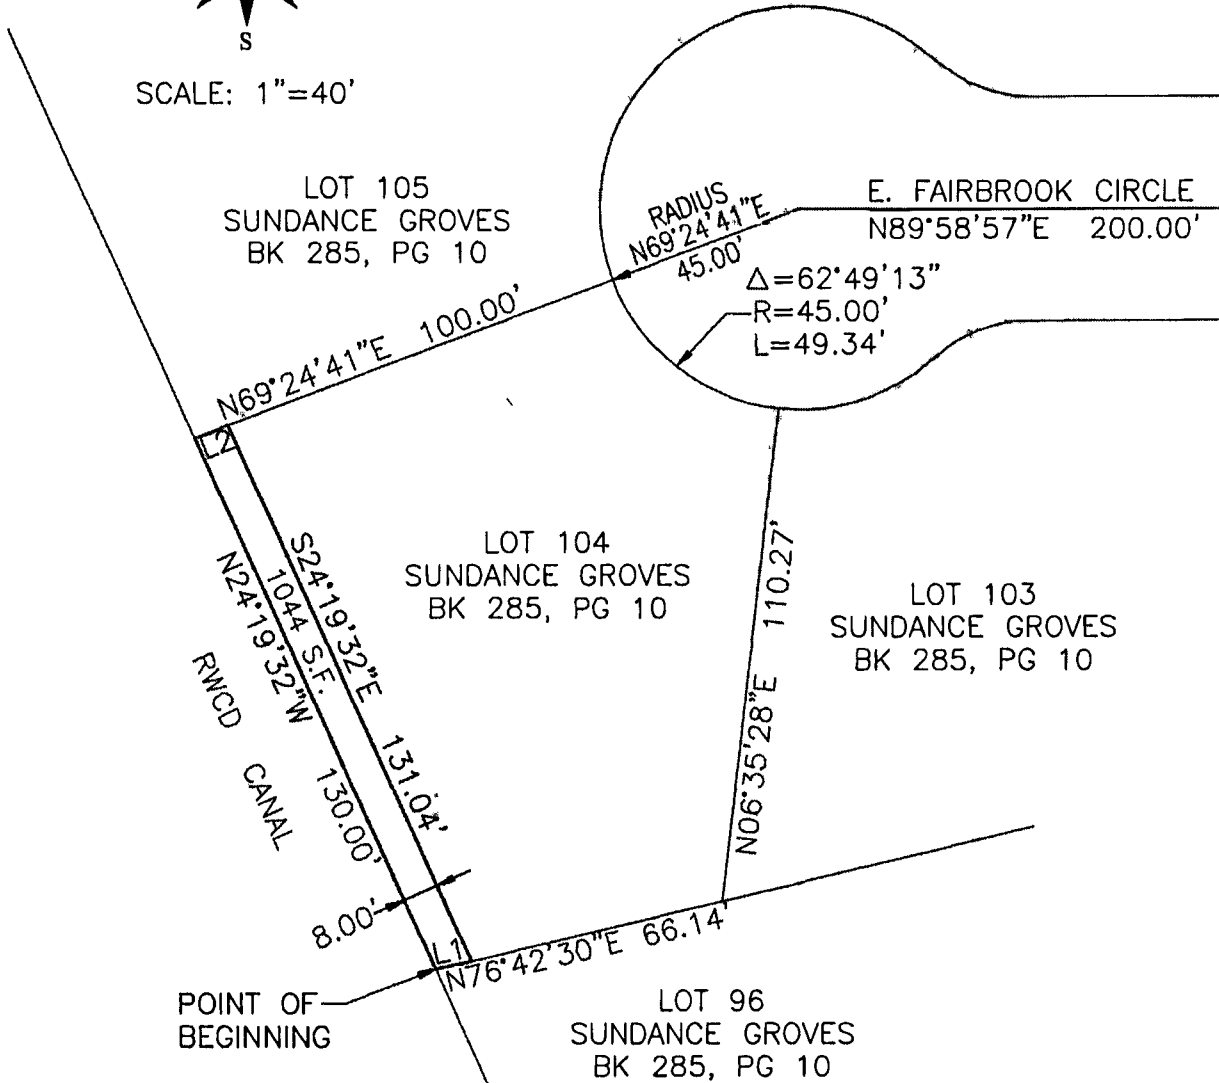 S
SCALE: 1"=40'
LOT 105
SUNDANCE GROVES
BK 285, PG 10
RADIUS
N69°24'41"E
45.00'
E. FAIRBROOK CIRCLE
N89°58'57"E 200.00'
Δ=62°49'13"
R=45.00'
L=49.34'
N69°24'41"E 100.00'
L2
LOT 104
SUNDANCE GROVES
BK 285, PG 10
S24°19'32"E 131.04'
1044 S.F.
N24°19'32"W 130.00'
RWCD CANAL
N06°35'28"E 110.27'
LOT 103
SUNDANCE GROVES
BK 285, PG 10
8.00'
L1
N76°42'30"E 66.14'
POINT OF
BEGINNING
LOT 96
SUNDANCE GROVES
BK 285, PG 10